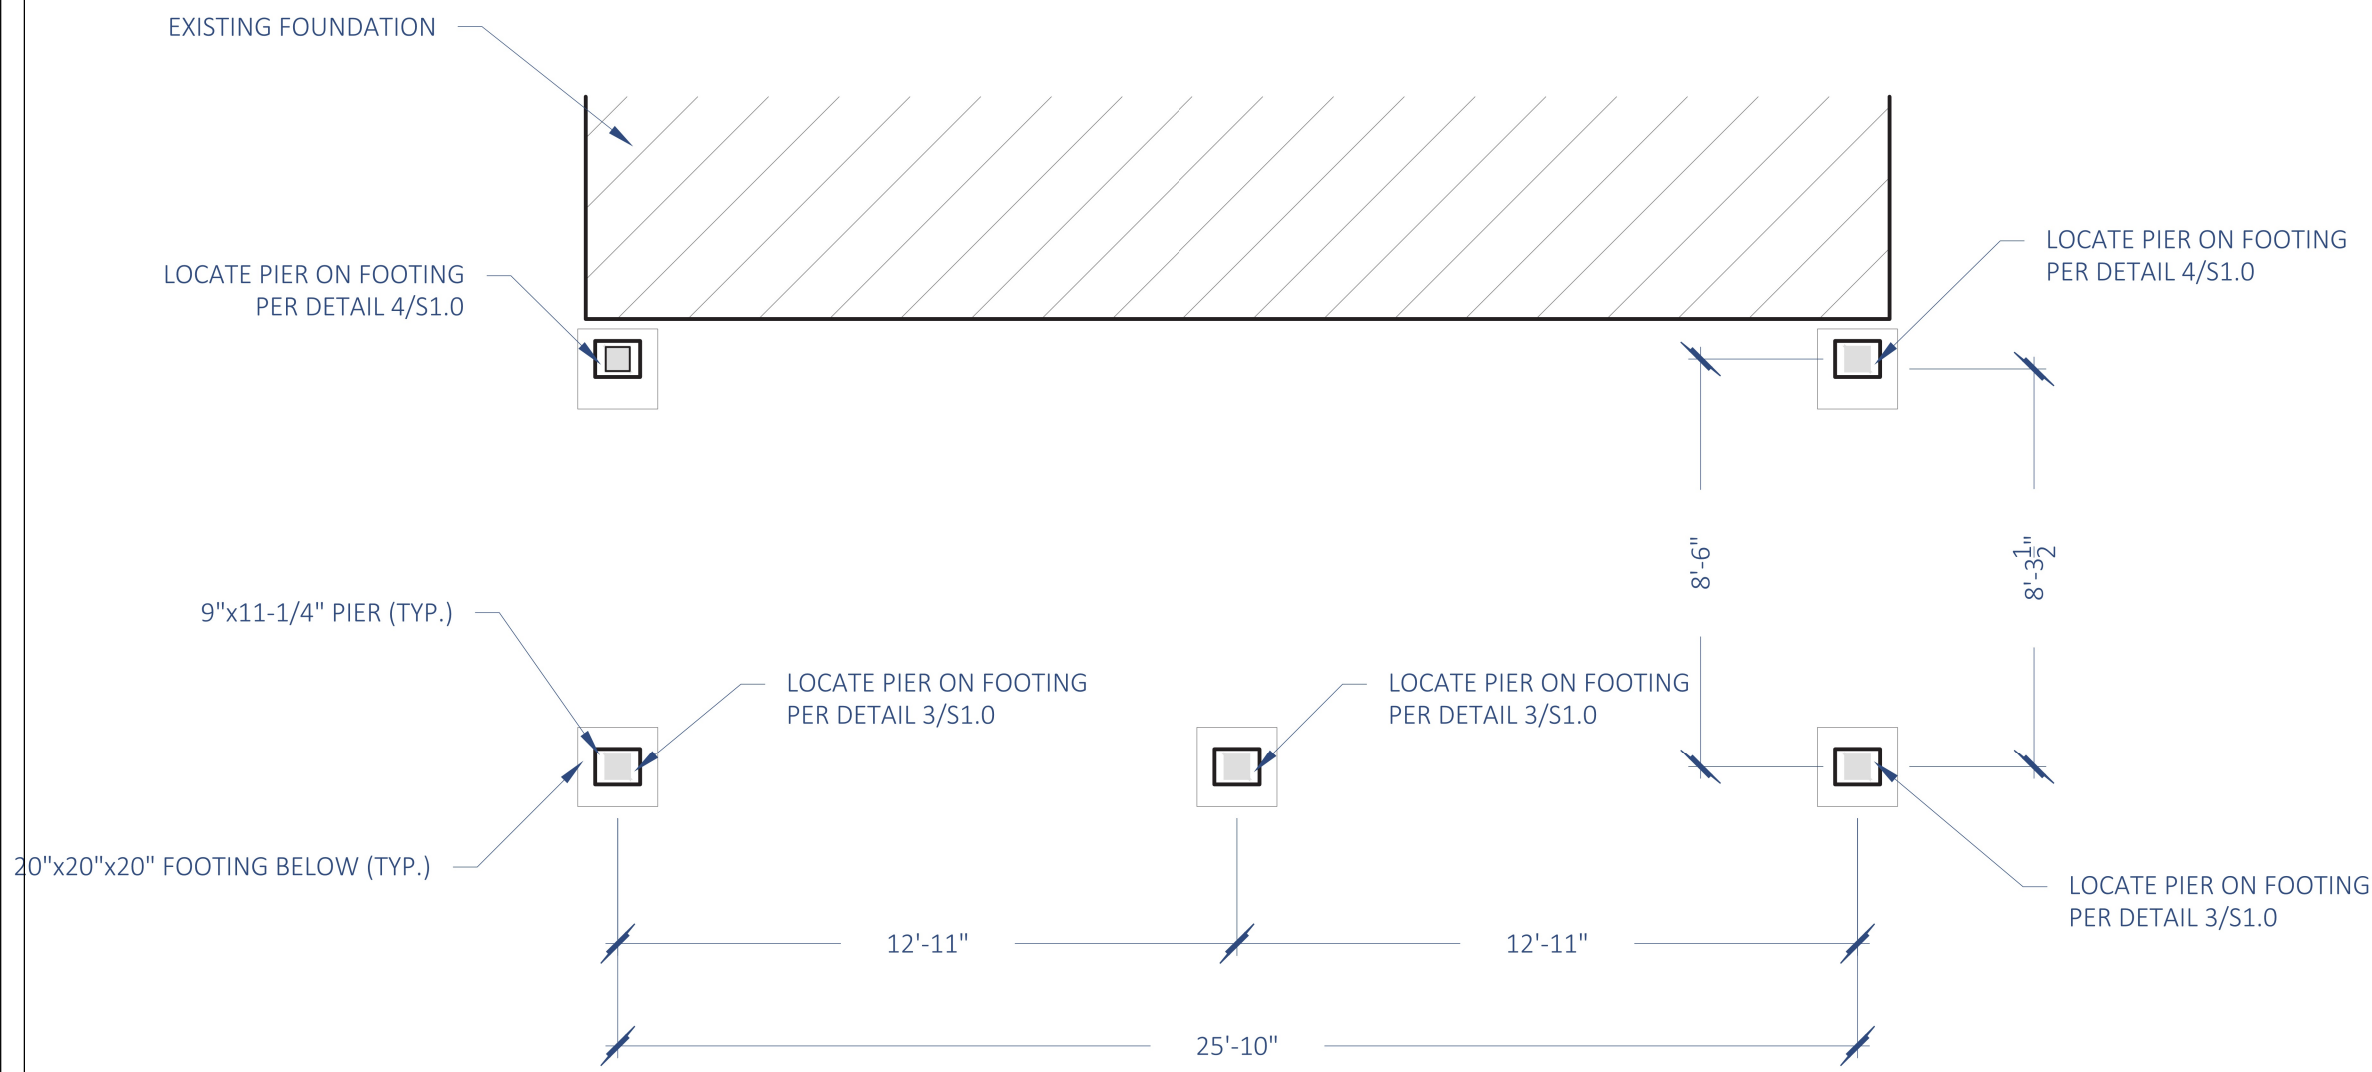 EXISTING FOUNDATION
LOCATE PIER ON FOOTING
PER DETAIL 4/S1.0
LOCATE PIER ON FOOTING
PER DETAIL 4/S1.0
8'-6"
8'-3 1/2"
9"x11-1/4" PIER (TYP.)
LOCATE PIER ON FOOTING
PER DETAIL 3/S1.0
LOCATE PIER ON FOOTING
PER DETAIL 3/S1.0
20"x20"x20" FOOTING BELOW (TYP.)
LOCATE PIER ON FOOTING
PER DETAIL 3/S1.0
12'-11"
12'-11"
25'-10"